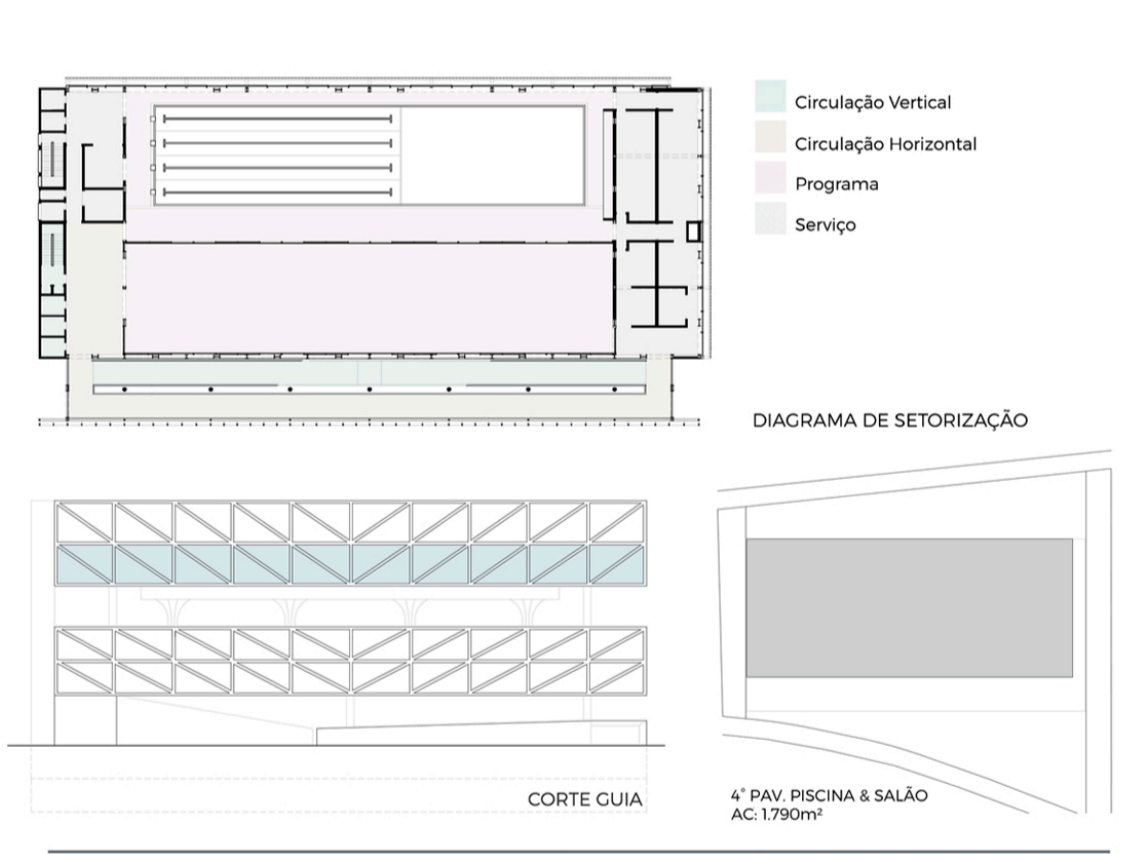 Circulação Vertical
Circulação Horizontal
Programa
Serviço
DIAGRAMA DE SETORIZAÇÃO
CORTE GUIA
4° PAV. PISCINA & SALÃO
AC: 1.790m²